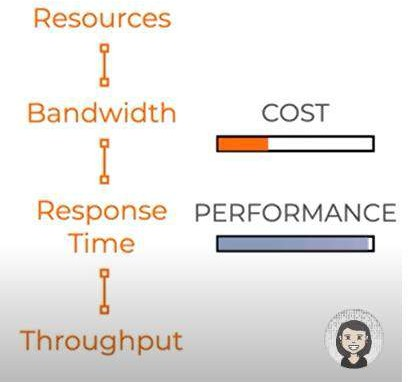 Resources
Bandwidth
COST
Response
Time
PERFORMANCE
Throughput